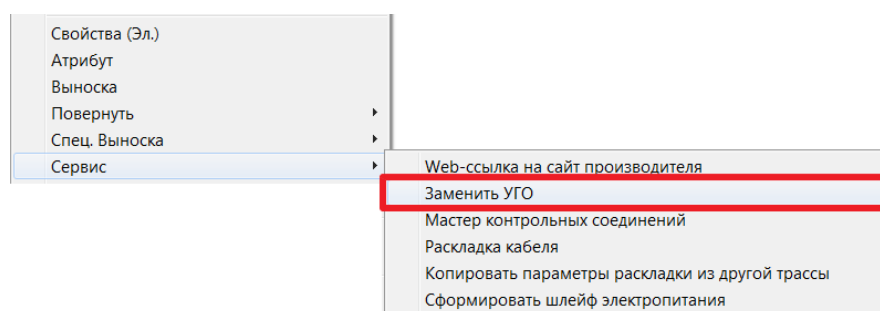 Свойства (Эл.)
Атрибут
Выноска
Повернуть
Спец. Выноска
Сервис
Web-ссылка на сайт производителя
Заменить УГО
Мастер контрольных соединений
Раскладка кабеля
Копировать параметры раскладки из другой трассы
Сформировать шлейф электропитания